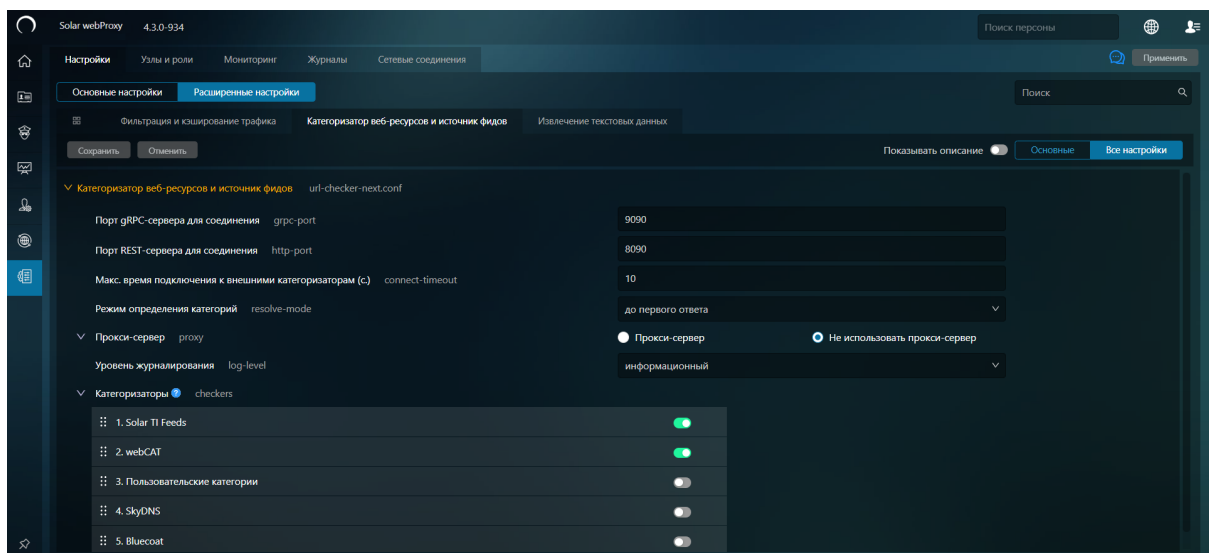 Solar webProxy 4.3.0-934 Поиск персоны
Настройки Узлы и роли Мониторинг Журналы Сетевые соединения Применить
Основные настройки Расширенные настройки Поиск
Фильтрация и кэширование трафика Категоризатор веб-ресурсов и источник фидов Извлечение текстовых данных
Сохранить Отменить Показывать описание Основные Все настройки
Категоризатор веб-ресурсов и источник фидов url-checker-next.conf
Порт gRPC-сервера для соединения grpc-port 9090
Порт REST-сервера для соединения http-port 8090
Макс. время подключения к внешними категоризаторам (с.) connect-timeout 10
Режим определения категорий resolve-mode до первого ответа
Прокси-сервер proxy Прокси-сервер Не использовать прокси-сервер
Уровень журналирования log-level информационный
Категоризаторы ? checkers
1. Solar TI Feeds
2. webCAT
3. Пользовательские категории
4. SkyDNS
5. Bluecoat